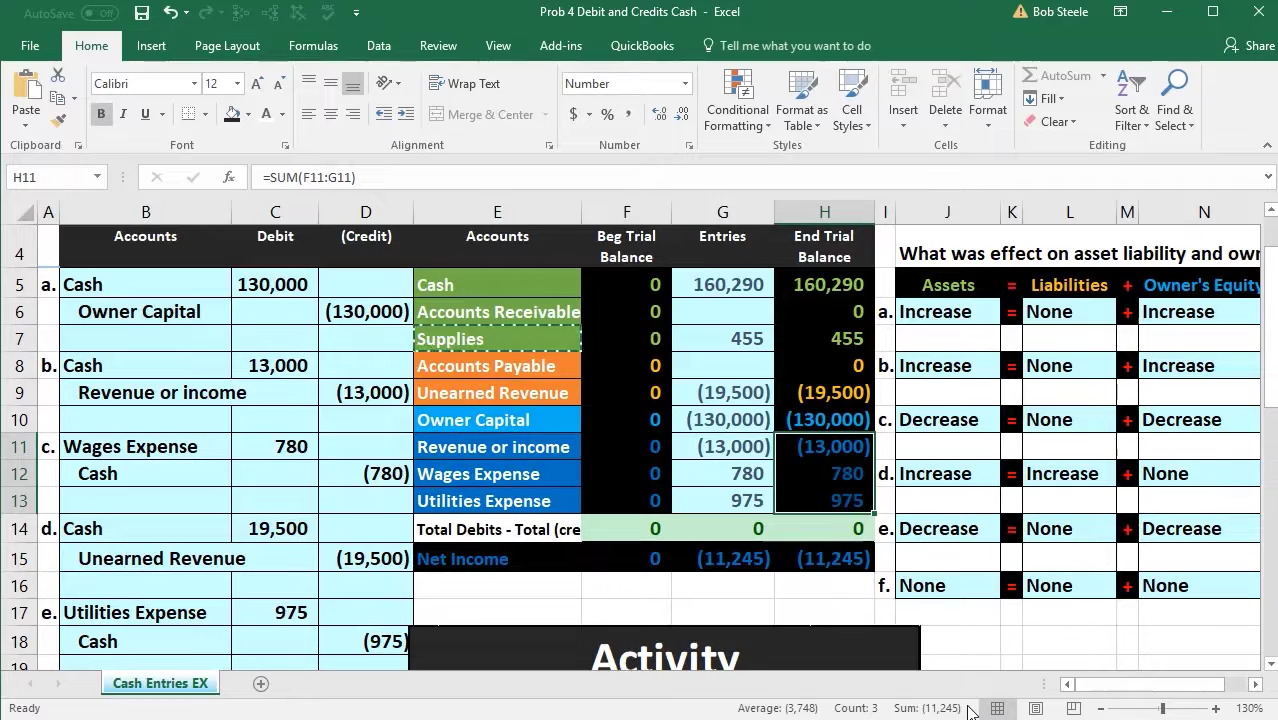 AutoSave Off Prob 4 Debit and Credits Cash - Excel Bob Steele
File Home Insert Page Layout Formulas Data Review View Add-ins QuickBooks Tell me what you want to do Share
Paste Calibri 12 Wrap Text Number Conditional Formatting Format as Table Cell Styles Insert Delete Format AutoSum Fill Clear Sort & Filter Find & Select
B I U Merge & Center $ % ,
Clipboard Font Alignment Number Styles Cells Editing
H11 fx =SUM(F11:G11)
A B C D E F G H I J K L M N
4 Accounts Debit (Credit) Accounts Beg Trial Balance Entries End Trial Balance What was effect on asset liability and own
5 a. Cash 130,000 Cash 0 160,290 160,290 Assets = Liabilities + Owner's Equity
6 Owner Capital (130,000) Accounts Receivable 0 0 a. Increase = None + Increase
7 Supplies 0 455 455
8 b. Cash 13,000 Accounts Payable 0 0 b. Increase = None + Increase
9 Revenue or income (13,000) Unearned Revenue 0 (19,500) (19,500)
10 Owner Capital 0 (130,000) (130,000) c. Decrease = None + Decrease
11 c. Wages Expense 780 Revenue or income 0 (13,000) (13,000)
12 Cash (780) Wages Expense 0 780 780 d. Increase = Increase + None
13 Utilities Expense 0 975 975
14 d. Cash 19,500 Total Debits - Total (cre 0 0 0 e. Decrease = None + Decrease
15 Unearned Revenue (19,500) Net Income 0 (11,245) (11,245)
16 f. None = None + None
17 e. Utilities Expense 975
18 Cash (975) Activity
19
Cash Entries EX
Ready Average: (3,748) Count: 3 Sum: (11,245) 130%